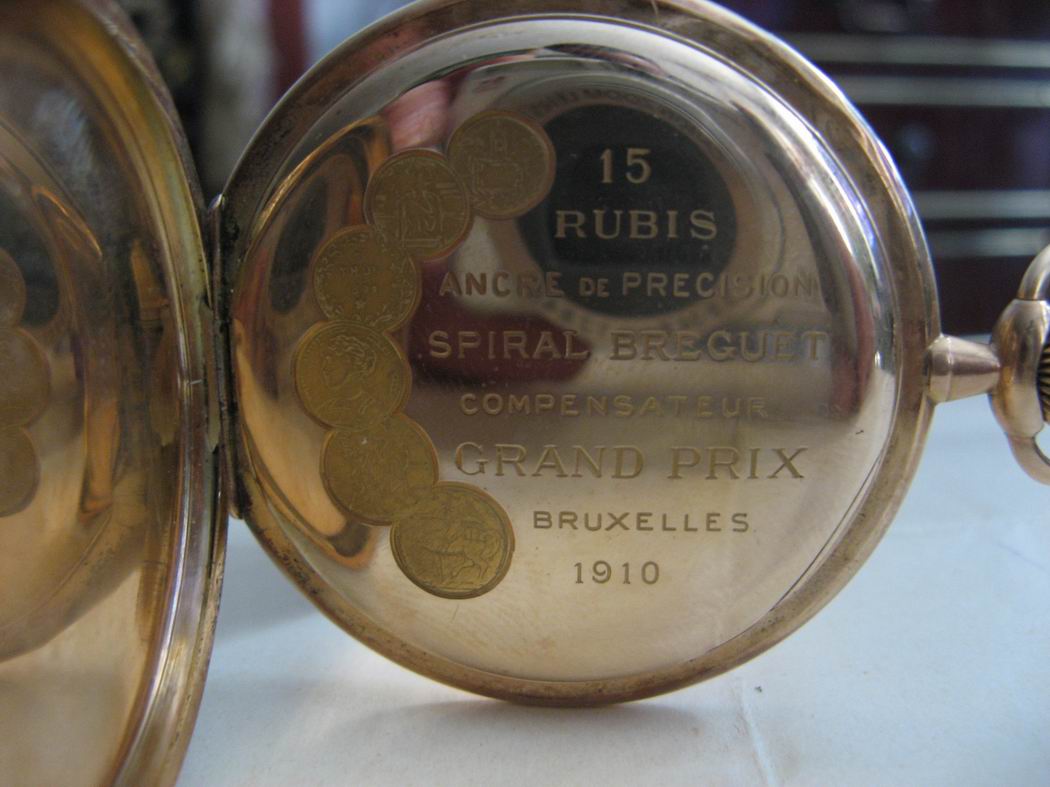 15
RUBIS
ANCRE DE PRECISION
SPIRAL BREGUET
COMPENSATEUR
GRAND PRIX
BRUXELLES
1910